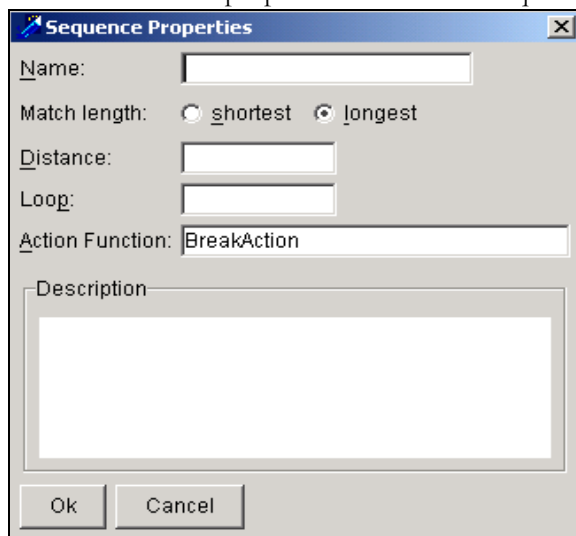 Sequence Properties
Name:
Match length: shortest longest
Distance:
Loop:
Action Function: BreakAction
Description
Ok Cancel